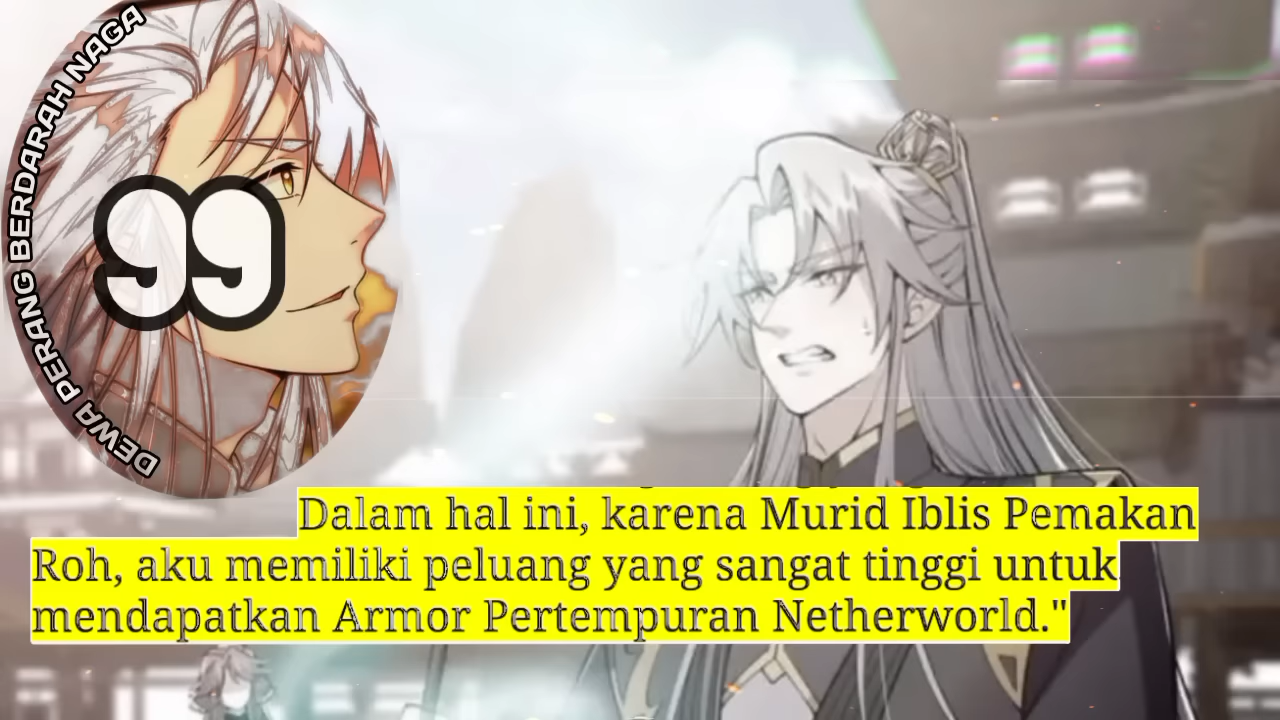 DEWA PERANG BERDARAH NAGA
99
Dalam hal ini, karena Murid Iblis Pemakan
Roh, aku memiliki peluang yang sangat tinggi untuk
mendapatkan Armor Pertempuran Netherworld."